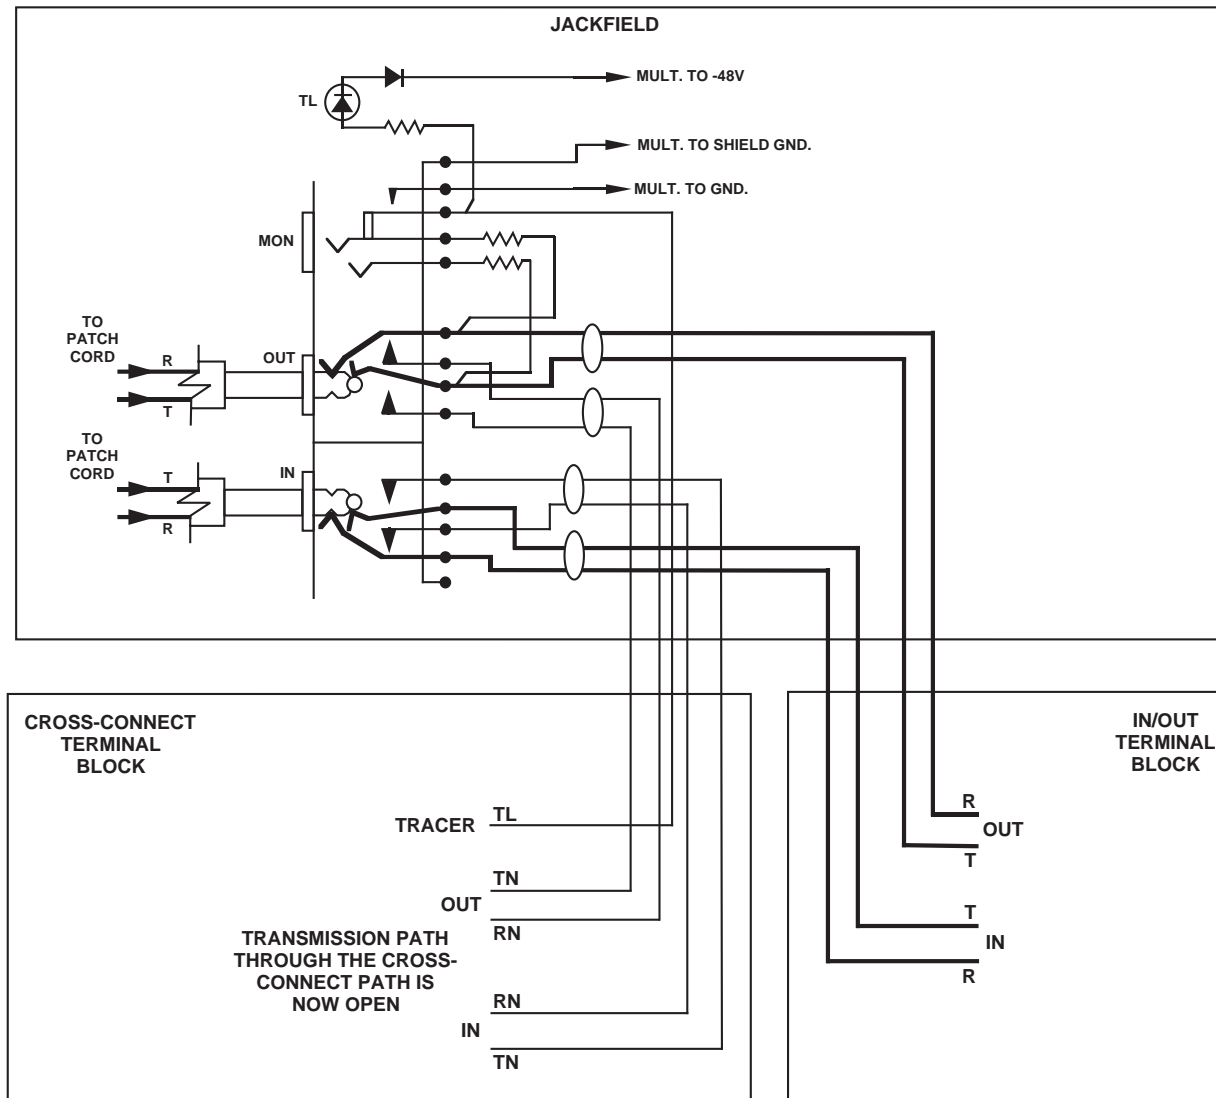 JACKFIELD
MULT. TO -48V
TL
MULT. TO SHIELD GND.
MULT. TO GND.
MON
TO
PATCH
CORD
R
OUT
T
TO
PATCH
CORD
T
IN
R
CROSS-CONNECT
TERMINAL
BLOCK
IN/OUT
TERMINAL
BLOCK
TRACER
TL
TN
OUT
RN
TRANSMISSION PATH
THROUGH THE CROSS-
CONNECT PATH IS
NOW OPEN
RN
IN
TN
R
OUT
T
T
IN
R